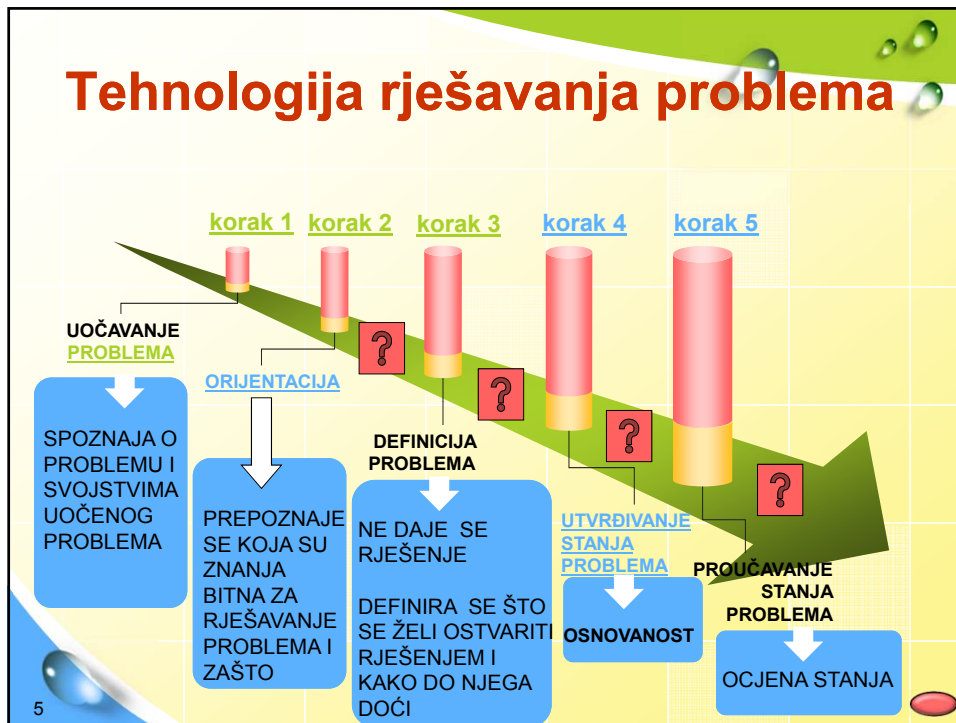 Tehnologija rješavanja problema
korak 1
korak 2
korak 3
korak 4
korak 5
UOČAVANJE
PROBLEMA
SPOZNAJA O
PROBLEMU I
SVOJSTVIMA
UOČENOG
PROBLEMA
ORIJENTACIJA
PREPOZNAJE
SE KOJA SU
ZNANJA
BITNA ZA
RJEŠAVANJE
PROBLEMA I
ZAŠTO
?
DEFINICIJA
PROBLEMA
NE DAJE SE
RJEŠENJE
DEFINIRA SE ŠTO
SE ŽELI OSTVARITI
RJEŠENJEM I
KAKO DO NJEGA
DOĆI
?
UTVRĐIVANJE
STANJA
PROBLEMA
OSNOVANOST
?
PROUČAVANJE
STANJA
PROBLEMA
OCJENA STANJA
?
5